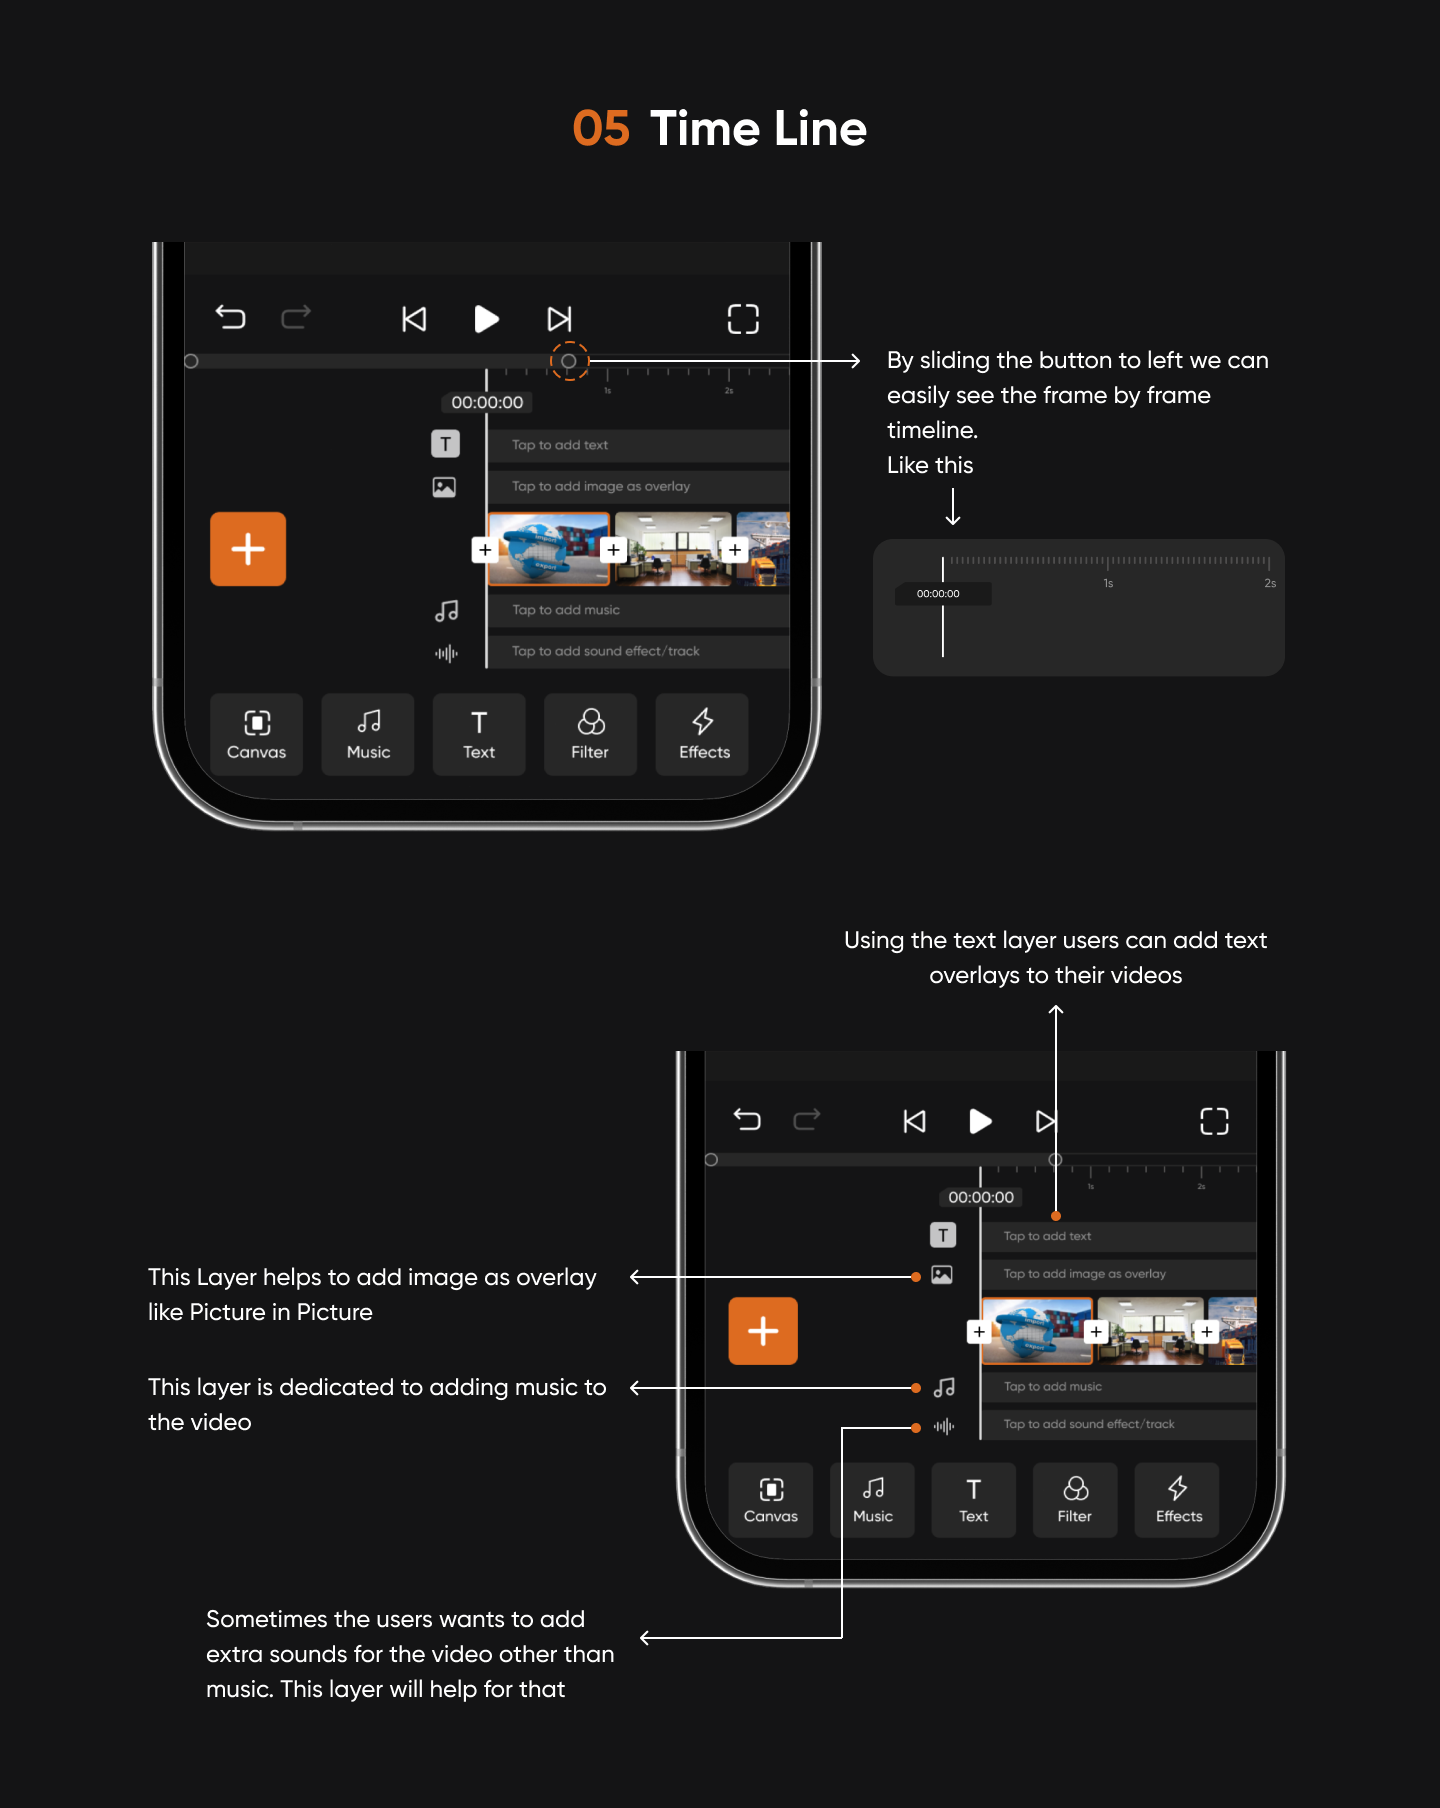 05 Time Line
1s
2s
00:00:00
T
Tap to add text
Tap to add image as overlay
import
export
Tap to add music
Tap to add sound effect/track
Canvas
Music
T
Text
Filter
Effects
By sliding the button to left we can
easily see the frame by frame
timeline.
Like this
1s
2s
00:00:00
Using the text layer users can add text
overlays to their videos
1s
2s
00:00:00
T
Tap to add text
Tap to add image as overlay
import
export
Tap to add music
Tap to add sound effect/track
Canvas
Music
T
Text
Filter
Effects
This Layer helps to add image as overlay
like Picture in Picture
This layer is dedicated to adding music to
the video
Sometimes the users wants to add
extra sounds for the video other than
music. This layer will help for that